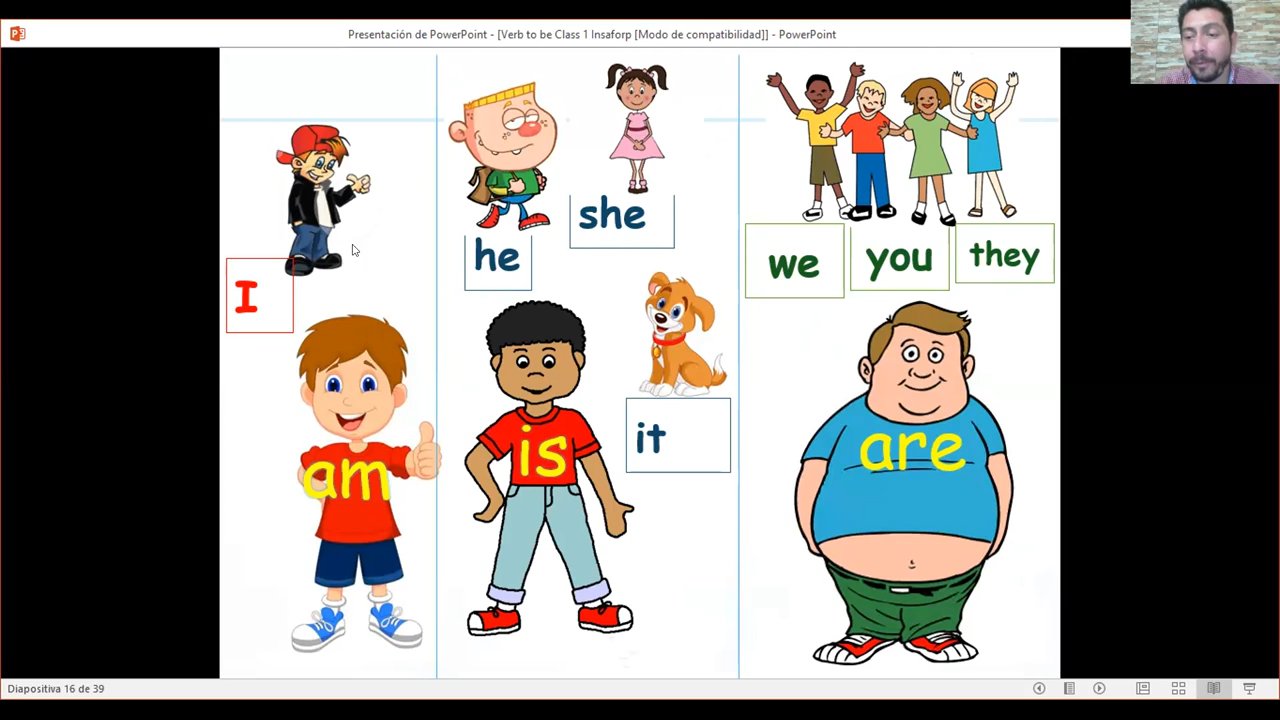 Presentación de PowerPoint - [Verb to be Class 1 Insaforp [Modo de compatibilidad]] - PowerPoint
she
he
we you they
I
it
am
is
are
Diapositiva 16 de 39